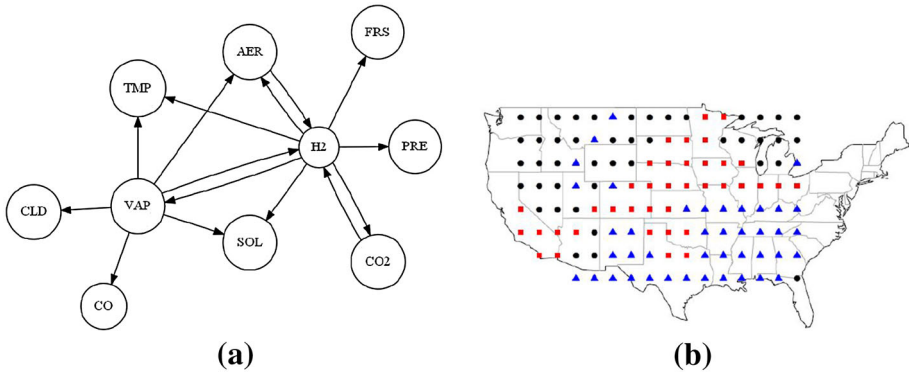 FRS
AER
TMP
H2
PRE
VAP
CLD
SOL
CO2
CO
(a)
(b)